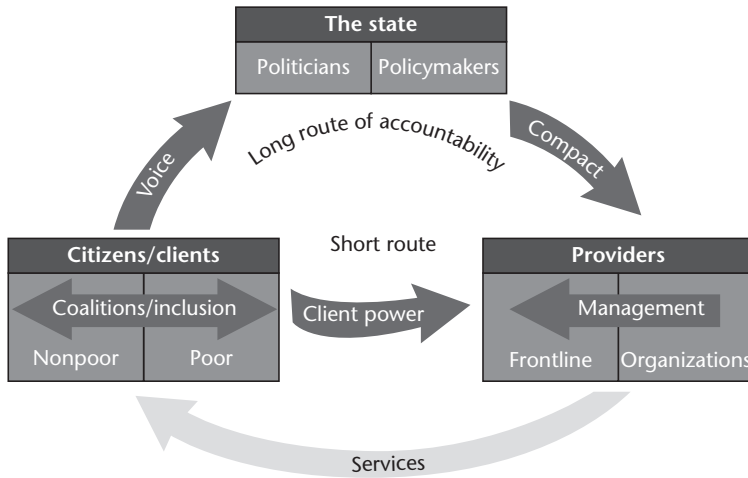 The state
Politicians
Policymakers
Long route of accountability
Voice
Compact
Short route
Citizens/clients
Coalitions/inclusion
Nonpoor
Poor
Client power
Providers
Management
Frontline
Organizations
Services